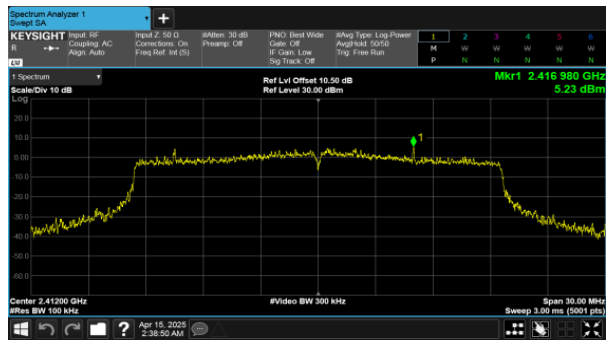 Spectrum Analyzer 1
Swept SA
+
KEYSIGHT Input: RF Input Z: 50 Ω #Atten: 30 dB PNO: Best Wide #Avg Type: Log-Power 1 2 3 4 5 6
R Coupling: AC Corrections: On Preamp: Off Gate: Off Avg|Hold: 50/50 M W W W W W
Align: Auto Freq Ref: Int (S) IF Gain: Low Trig: Free Run
Sig Track: Off P N N N N N
LXI
1 Spectrum Ref Lvl Offset 10.50 dB Mkr1 2.416 980 GHz
Scale/Div 10 dB Ref Level 30.00 dBm 5.23 dBm
Log
20.0
10.0
1
0.00
-10.0
-20.0
-30.0
-40.0
-50.0
-60.0
Center 2.41200 GHz #Video BW 300 kHz Span 30.00 MHz
#Res BW 100 kHz Sweep 3.00 ms (5001 pts)
? Apr 15, 2025
2:38:50 AM